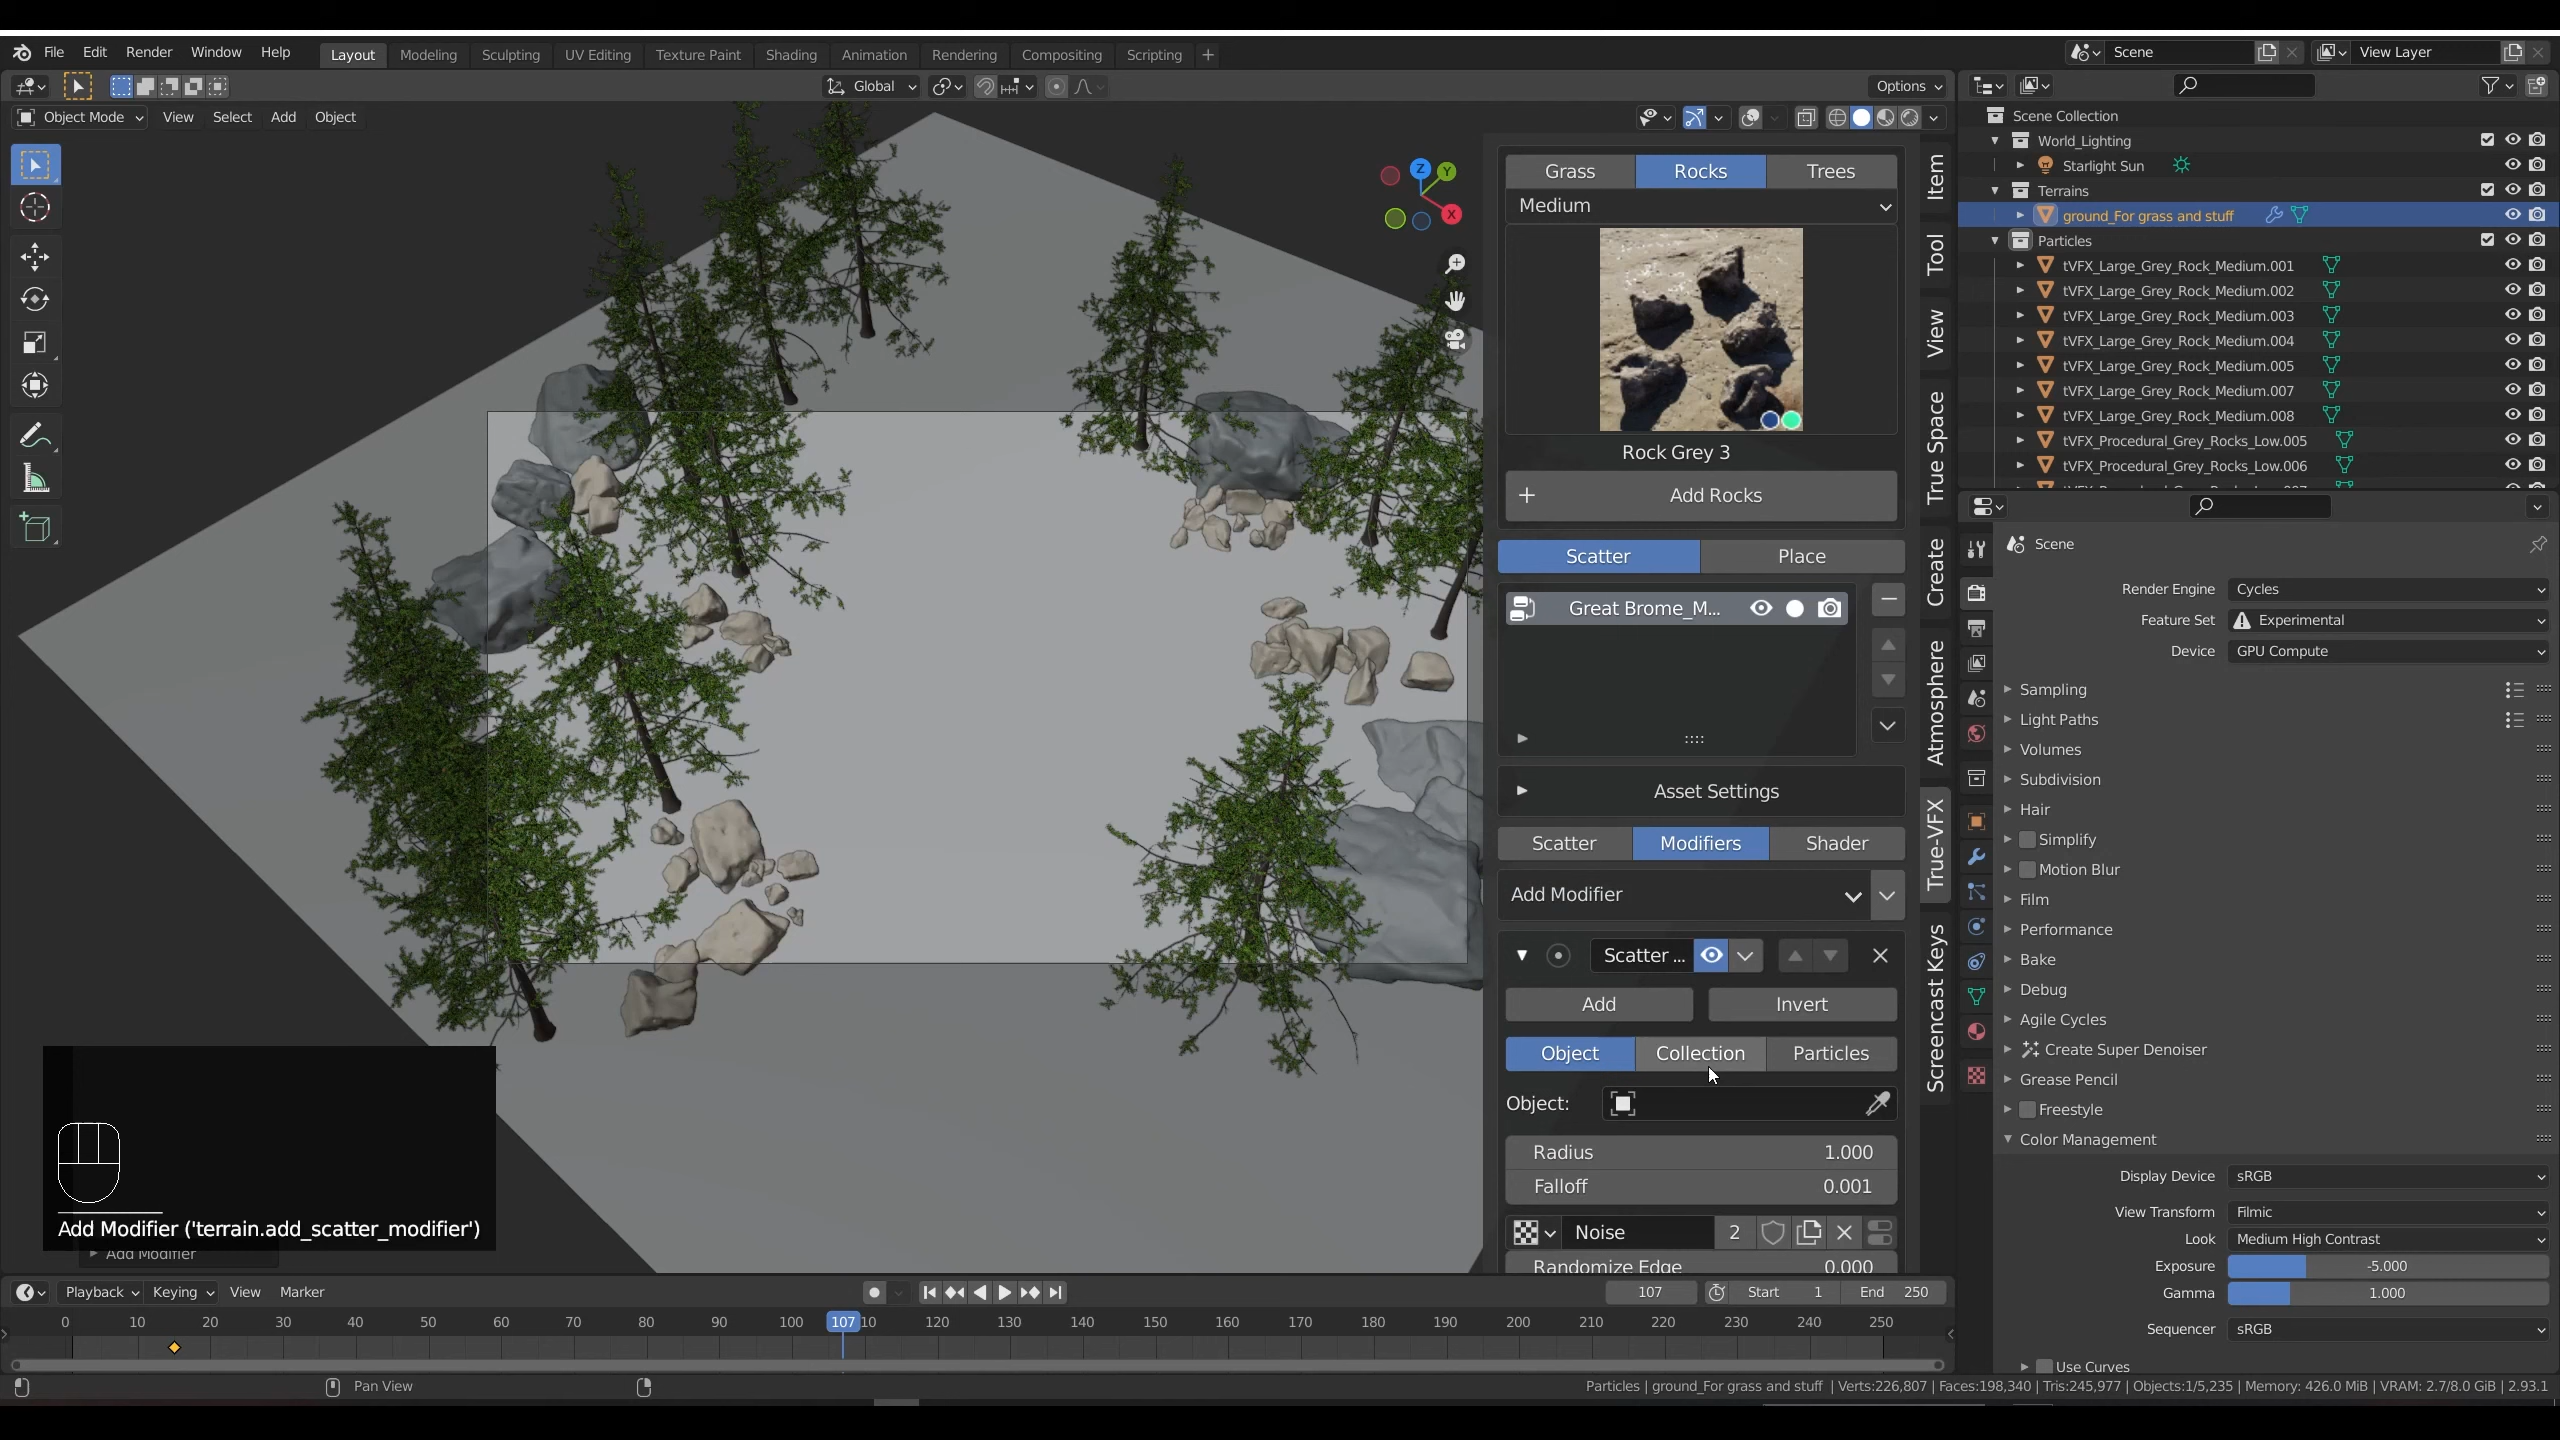 File Edit Render Window Help Layout Modeling Sculpting UV Editing Texture Paint Shading Animation Rendering Compositing Scripting + Scene View Layer
Global Options
Object Mode View Select Add Object
Z Y X
Grass Rocks Trees
Medium
Rock Grey 3
+ Add Rocks
Scatter Place
Great Brome_M...
Asset Settings
Scatter Modifiers Shader
Add Modifier
Scatter ...
Add Invert
Object Collection Particles
Object:
Radius 1.000
Falloff 0.001
Noise 2
Randomize Edge 0.000
Item
Tool
View
True Space
Create
Atmosphere
True-VFX
Screencast Keys
Scene Collection
World_Lighting
Starlight Sun
Terrains
ground_For grass and stuff
Particles
tVFX_Large_Grey_Rock_Medium.001
tVFX_Large_Grey_Rock_Medium.002
tVFX_Large_Grey_Rock_Medium.003
tVFX_Large_Grey_Rock_Medium.004
tVFX_Large_Grey_Rock_Medium.005
tVFX_Large_Grey_Rock_Medium.007
tVFX_Large_Grey_Rock_Medium.008
tVFX_Procedural_Grey_Rocks_Low.005
tVFX_Procedural_Grey_Rocks_Low.006
Scene
Render Engine Cycles
Feature Set Experimental
Device GPU Compute
Sampling
Light Paths
Volumes
Subdivision
Hair
Simplify
Motion Blur
Film
Performance
Bake
Debug
Agile Cycles
Create Super Denoiser
Grease Pencil
Freestyle
Color Management
Display Device sRGB
View Transform Filmic
Look Medium High Contrast
Exposure -5.000
Gamma 1.000
Sequencer sRGB
Use Curves
Add Modifier ('terrain.add_scatter_modifier')
Add Modifier
Playback Keying View Marker 107 Start 1 End 250
0 10 20 30 40 50 60 70 80 90 100 107 10 120 130 140 150 160 170 180 190 200 210 220 230 240 250
Pan View
Particles | ground_For grass and stuff | Verts:226,807 | Faces:198,340 | Tris:245,977 | Objects:1/5,235 | Memory: 426.0 MiB | VRAM: 2.7/8.0 GiB | 2.93.1